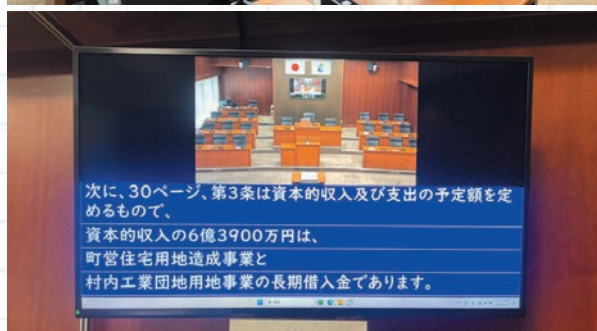 次に、30ページ、第3条は資本的収入及び支出の予定額を定
めるもので、
資本的収入の6億3900万円は、
町営住宅用地造成事業と
村内工業団地用地事業の長期借入金であります。